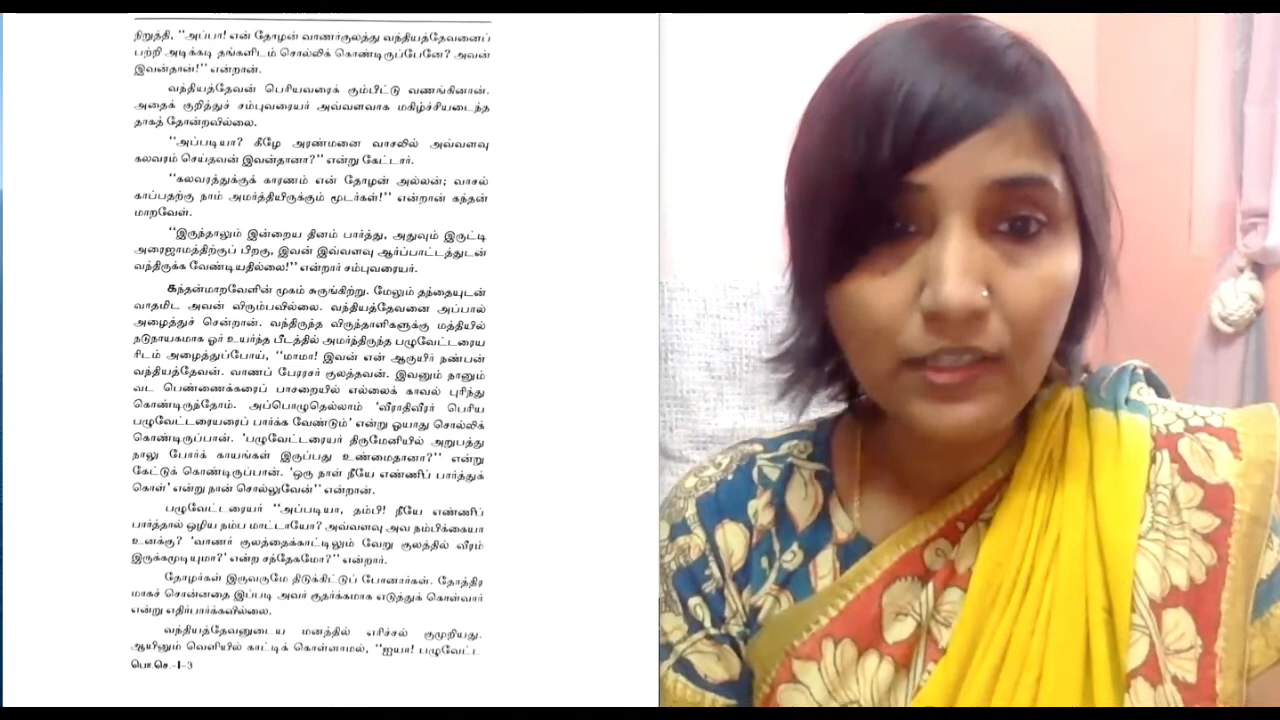 நிறுத்தி, “அப்பா! என் தோழன் வாணர்குலத்து வந்தியத்தேவனைப்
பற்றி அடிக்கடி தங்களிடம் சொல்லிக் கொண்டிருப்பேனே? அவன்
இவன்தான்!” என்றான்.
வந்தியத்தேவன் பெரியவரைக் கும்பிட்டு வணங்கினான்.
அதைக் குறித்துச் சம்புவரையர் அவ்வளவாக மகிழ்ச்சியடைந்த
தாகத் தோன்றவில்லை.
“அப்படியா? கீழே அரண்மனை வாசலில் அவ்வளவு
கலவரம் செய்தவன் இவன்தானா?” என்று கேட்டார்.
“கலவரத்துக்குக் காரணம் என் தோழன் அல்லன்; வாசல்
காப்பதற்கு நாம் அமர்த்தியிருக்கும் மூடர்கள்!” என்றான் கந்தன்
மாறவேள்.
“இருந்தாலும் இன்றைய தினம் பார்த்து, அதுவும் இருட்டி
அரைஜாமத்திற்குப் பிறகு, இவன் இவ்வளவு ஆர்ப்பாட்டத்துடன்
வந்திருக்க வேண்டியதில்லை!” என்றார் சம்புவரையர்.
கந்தன்மாறவேளின் முகம் சுருங்கிற்று. மேலும் தந்தையுடன்
வாதமிட அவன் விரும்பவில்லை. வந்தியத்தேவனை அப்பால்
அழைத்துச் சென்றான். வந்திருந்த விருந்தாளிகளுக்கு மத்தியில்
நடுநாயகமாக ஓர் உயர்ந்த பீடத்தில் அமர்ந்திருந்த பழுவேட்டரைய
ரிடம் அழைத்துப்போய், “மாமா! இவன் என் ஆருயிர் நண்பன்
வந்தியத்தேவன். வாணப் பேரரசர் குலத்தவன். இவனும் நானும்
வட பெண்ணைக்கரைப் பாசறையில் எல்லைக் காவல் புரிந்து
கொண்டிருந்தோம். அப்பொழுதெல்லாம் ‘வீராதிவீரர் பெரிய
பழுவேட்டரையரைப் பார்க்க வேண்டும்’ என்று ஓயாது சொல்லிக்
கொண்டிருப்பான். ‘பழுவேட்டரையர் திருமேனியில் அறுபத்து
நாலு போர்க் காயங்கள் இருப்பது உண்மைதானா?” என்று
கேட்டுக் கொண்டிருப்பான். ‘ஒரு நாள் நீயே எண்ணிப் பார்த்துக்
கொள்’ என்று நான் சொல்லுவேன்” என்றான்.
பழுவேட்டரையர் “அப்படியா, தம்பி! நீயே எண்ணிப்
பார்த்தால் ஒழிய நம்ப மாட்டாயோ? அவ்வளவு அவ நம்பிக்கையா
உனக்கு? ‘வாணர் குலத்தைக்காட்டிலும் வேறு குலத்தில் வீரம்
இருக்கமுடியுமா?’ என்ற சந்தேகமோ?” என்றார்.
தோழர்கள் இருவருமே திடுக்கிட்டுப் போனார்கள். தோத்திர
மாகச் சொன்னதை இப்படி அவர் குதர்க்கமாக எடுத்துக் கொள்வார்
என்று எதிர்பார்க்கவில்லை.
வந்தியத்தேவனுடைய மனத்தில் எரிச்சல் குமுறியது.
ஆயினும் வெளியில் காட்டிக் கொள்ளாமல், “ஐயா! பழுவேட்ட
பொ.செ.-I-3